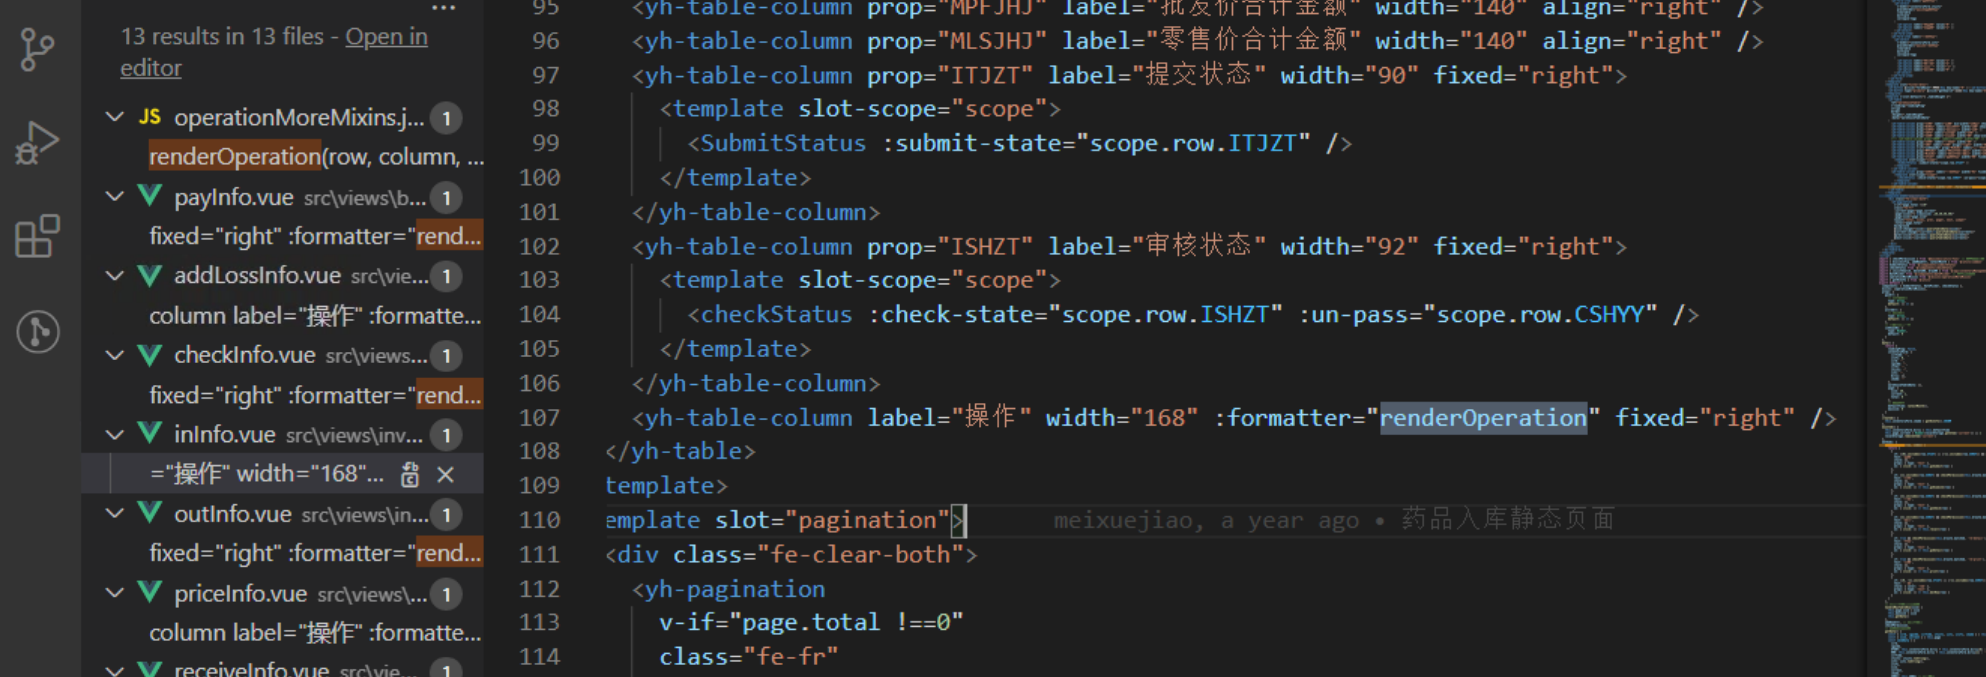 13 results in 13 files - Open in
editor
JS operationMoreMixins.j... 1
renderOperation(row, column, ...
payInfo.vue src\views\b... 1
fixed="right" :formatter="rend...
addLossInfo.vue src\vie... 1
column label="操作" :formatte...
checkInfo.vue src\views... 1
fixed="right" :formatter="rend...
inInfo.vue src\views\inv... 1
="操作" width="168"...
outInfo.vue src\views\in... 1
fixed="right" :formatter="rend...
priceInfo.vue src\views\... 1
column label="操作" :formatte...
receiveInfo.vue src\vie... 1
95 <yh-table-column prop="MPFJHJ" label="批发价合计金额" width="140" align="right" />
96 <yh-table-column prop="MLSJHJ" label="零售价合计金额" width="140" align="right" />
97 <yh-table-column prop="ITJZT" label="提交状态" width="90" fixed="right">
98 <template slot-scope="scope">
99 <SubmitStatus :submit-state="scope.row.ITJZT" />
100 </template>
101 </yh-table-column>
102 <yh-table-column prop="ISHZT" label="审核状态" width="92" fixed="right">
103 <template slot-scope="scope">
104 <checkStatus :check-state="scope.row.ISHZT" :un-pass="scope.row.CSHYY" />
105 </template>
106 </yh-table-column>
107 <yh-table-column label="操作" width="168" :formatter="renderOperation" fixed="right" />
108 </yh-table>
109 template>
110 emplate slot="pagination"> meixuejiao, a year ago • 药品入库静态页面
111 <div class="fe-clear-both">
112 <yh-pagination
113 v-if="page.total !==0"
114 class="fe-fr"